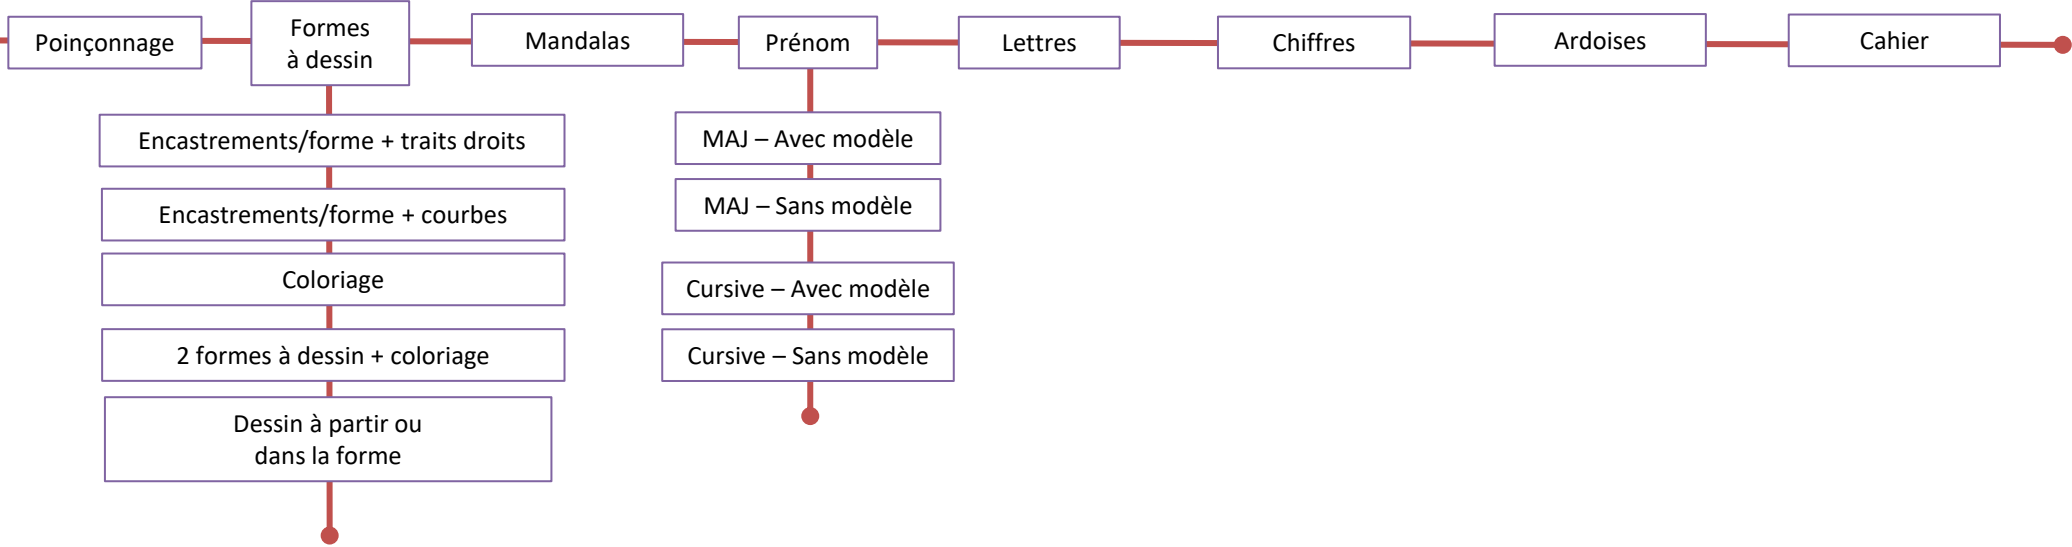 Poinçonnage
Formes
à dessin
Mandalas
Prénom
Lettres
Chiffres
Ardoises
Cahier
Encastrements/forme + traits droits
Encastrements/forme + courbes
Coloriage
2 formes à dessin + coloriage
Dessin à partir ou
dans la forme
MAJ – Avec modèle
MAJ – Sans modèle
Cursive – Avec modèle
Cursive – Sans modèle